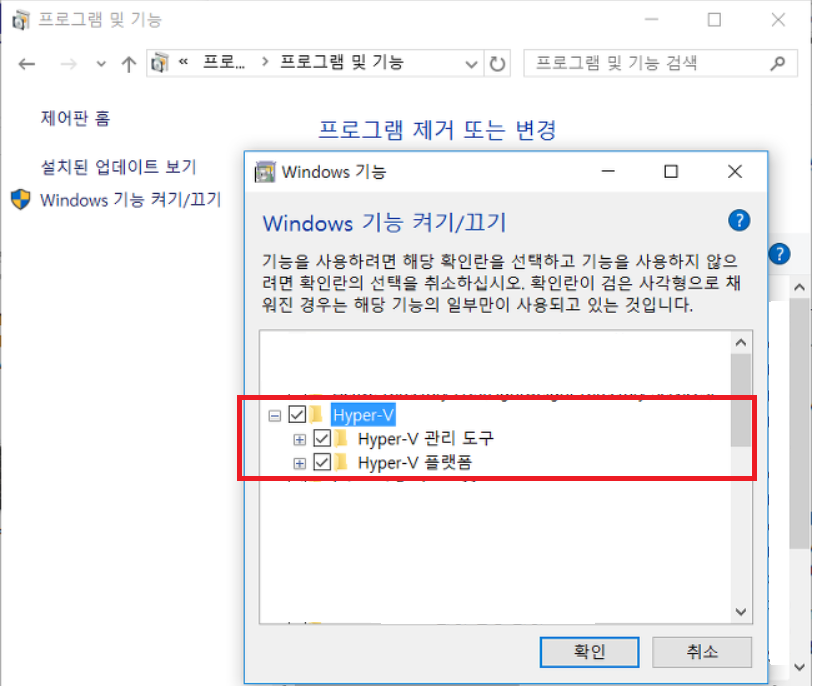 프로그램 및 기능
« 프로... > 프로그램 및 기능
프로그램 및 기능 검색
제어판 홈
설치된 업데이트 보기
Windows 기능 켜기/끄기
프로그램 제거 또는 변경
Windows 기능
Windows 기능 켜기/끄기
기능을 사용하려면 해당 확인란을 선택하고 기능을 사용하지 않으
려면 확인란의 선택을 취소하십시오. 확인란이 검은 사각형으로 채
워진 경우는 해당 기능의 일부만이 사용되고 있는 것입니다.
Hyper-V
Hyper-V 관리 도구
Hyper-V 플랫폼
확인
취소